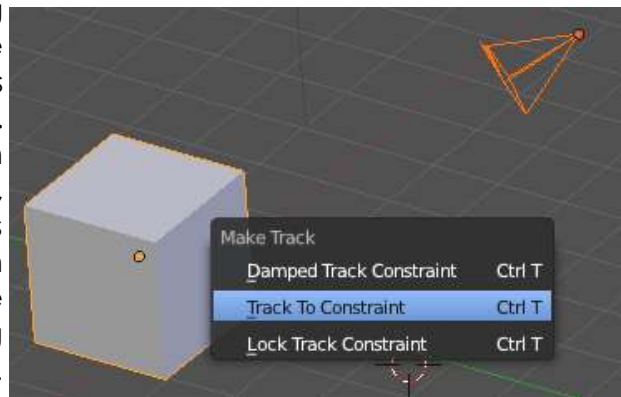 Make Track
Damped Track Constraint Ctrl T
Track To Constraint Ctrl T
Lock Track Constraint Ctrl T